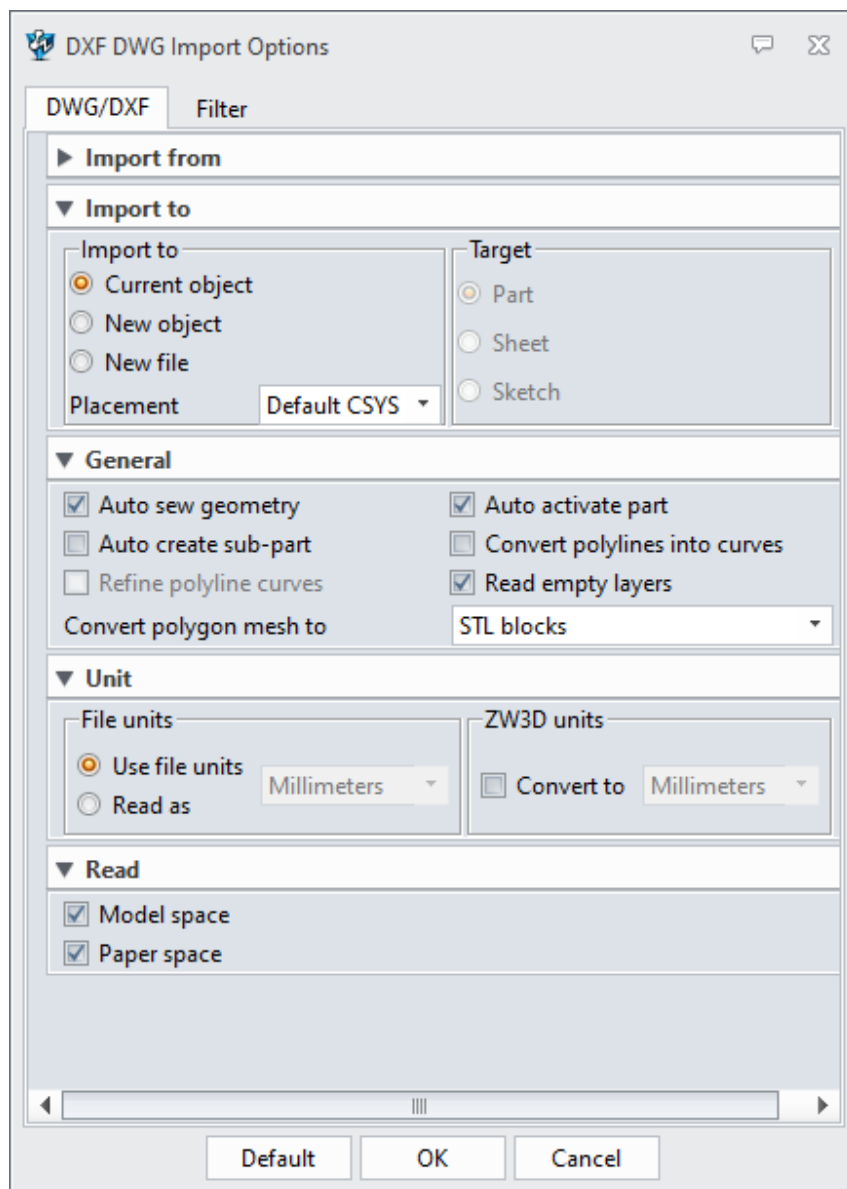 DXF DWG Import Options
DWG/DXF Filter
Import from
Import to
Import to Target
Current object Part
New object
Sheet
New file
Sketch
Placement Default CSYS
General
Auto sew geometry Auto activate part
Auto create sub-part Convert polylines into curves
Refine polyline curves Read empty layers
Convert polygon mesh to STL blocks
Unit
File units ZW3D units
Use file units Millimeters Convert to Millimeters
Read as
Read
Model space
Paper space
Default OK Cancel